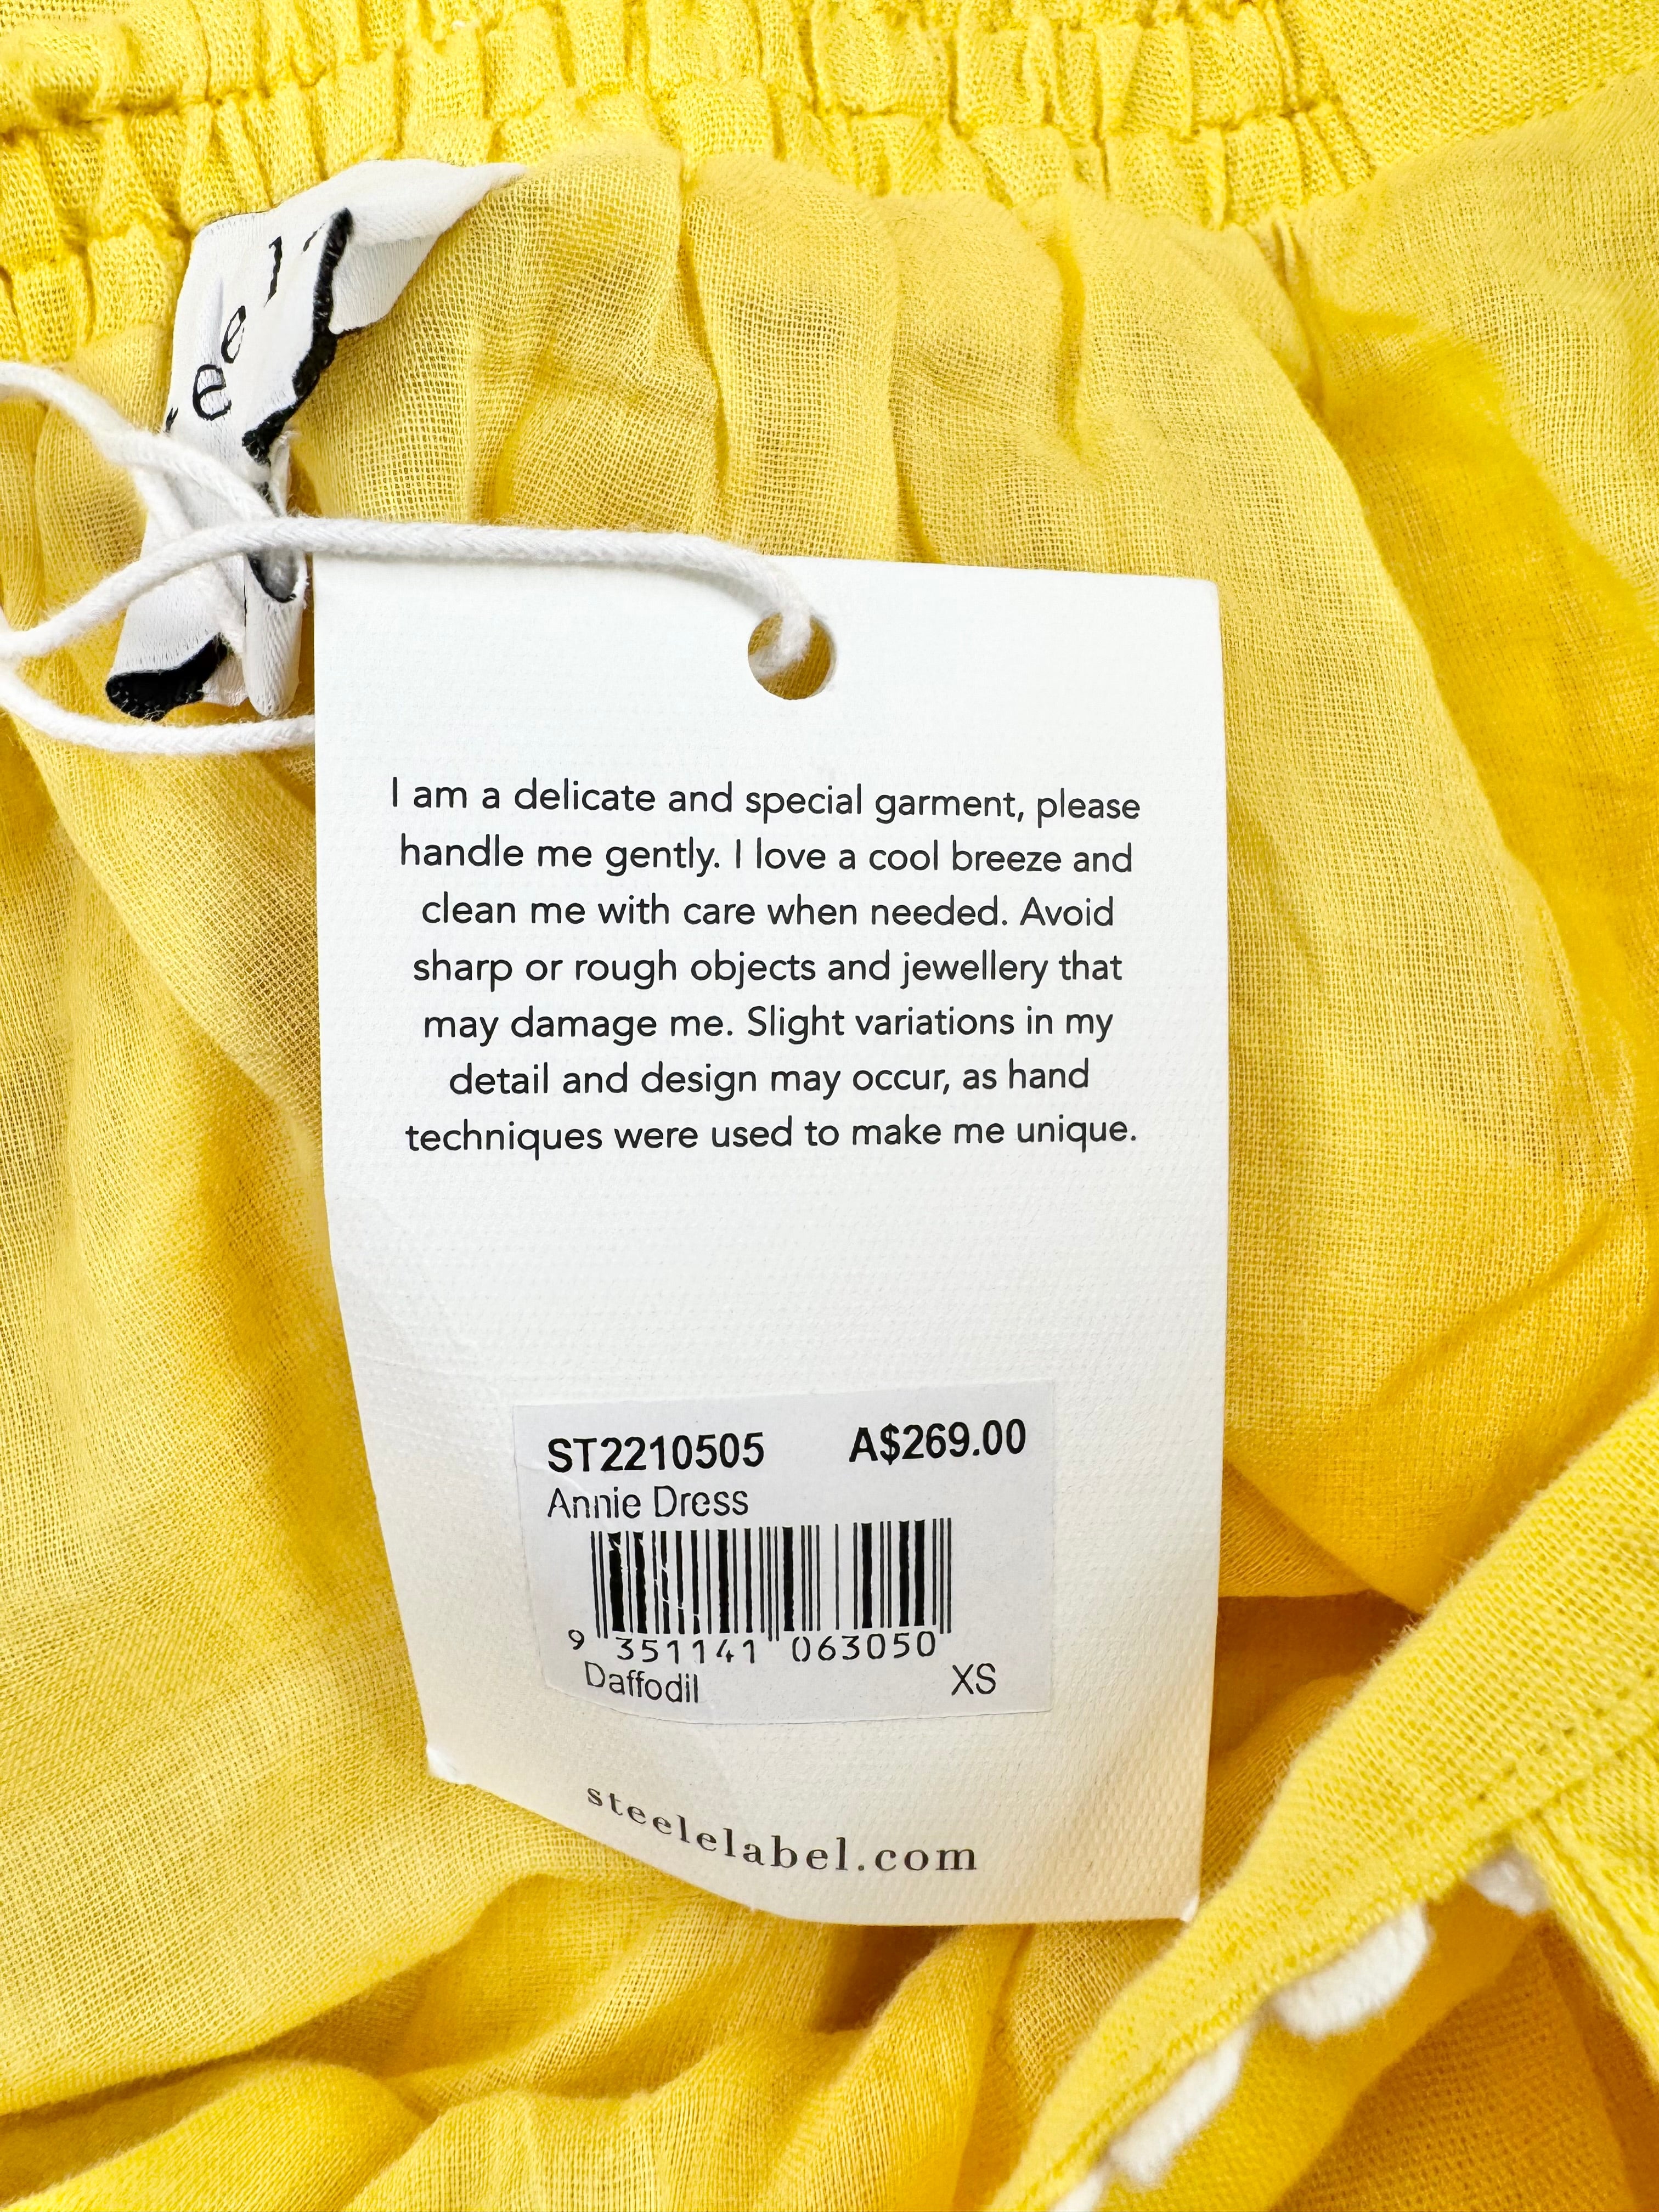 I am a delicate and special garment, please
handle me gently. I love a cool breeze and
clean me with care when needed. Avoid
sharp or rough objects and jewellery that
may damage me. Slight variations in my
detail and design may occur, as hand
techniques were used to make me unique.
ST2210505 A$269.00
Annie Dress
9 351141 063050
Daffodil XS
steelelabel.com